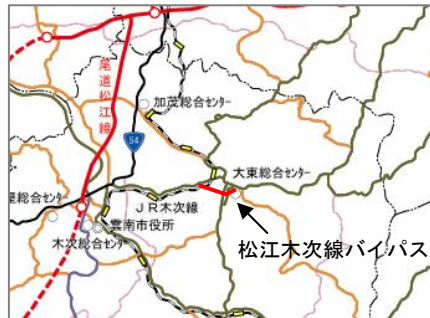 尾道松江線
加茂総合センター
54
大東総合センター
JR木次線
屋総合センター
雲南市役所
木次総合センター
松江木次線バイパス